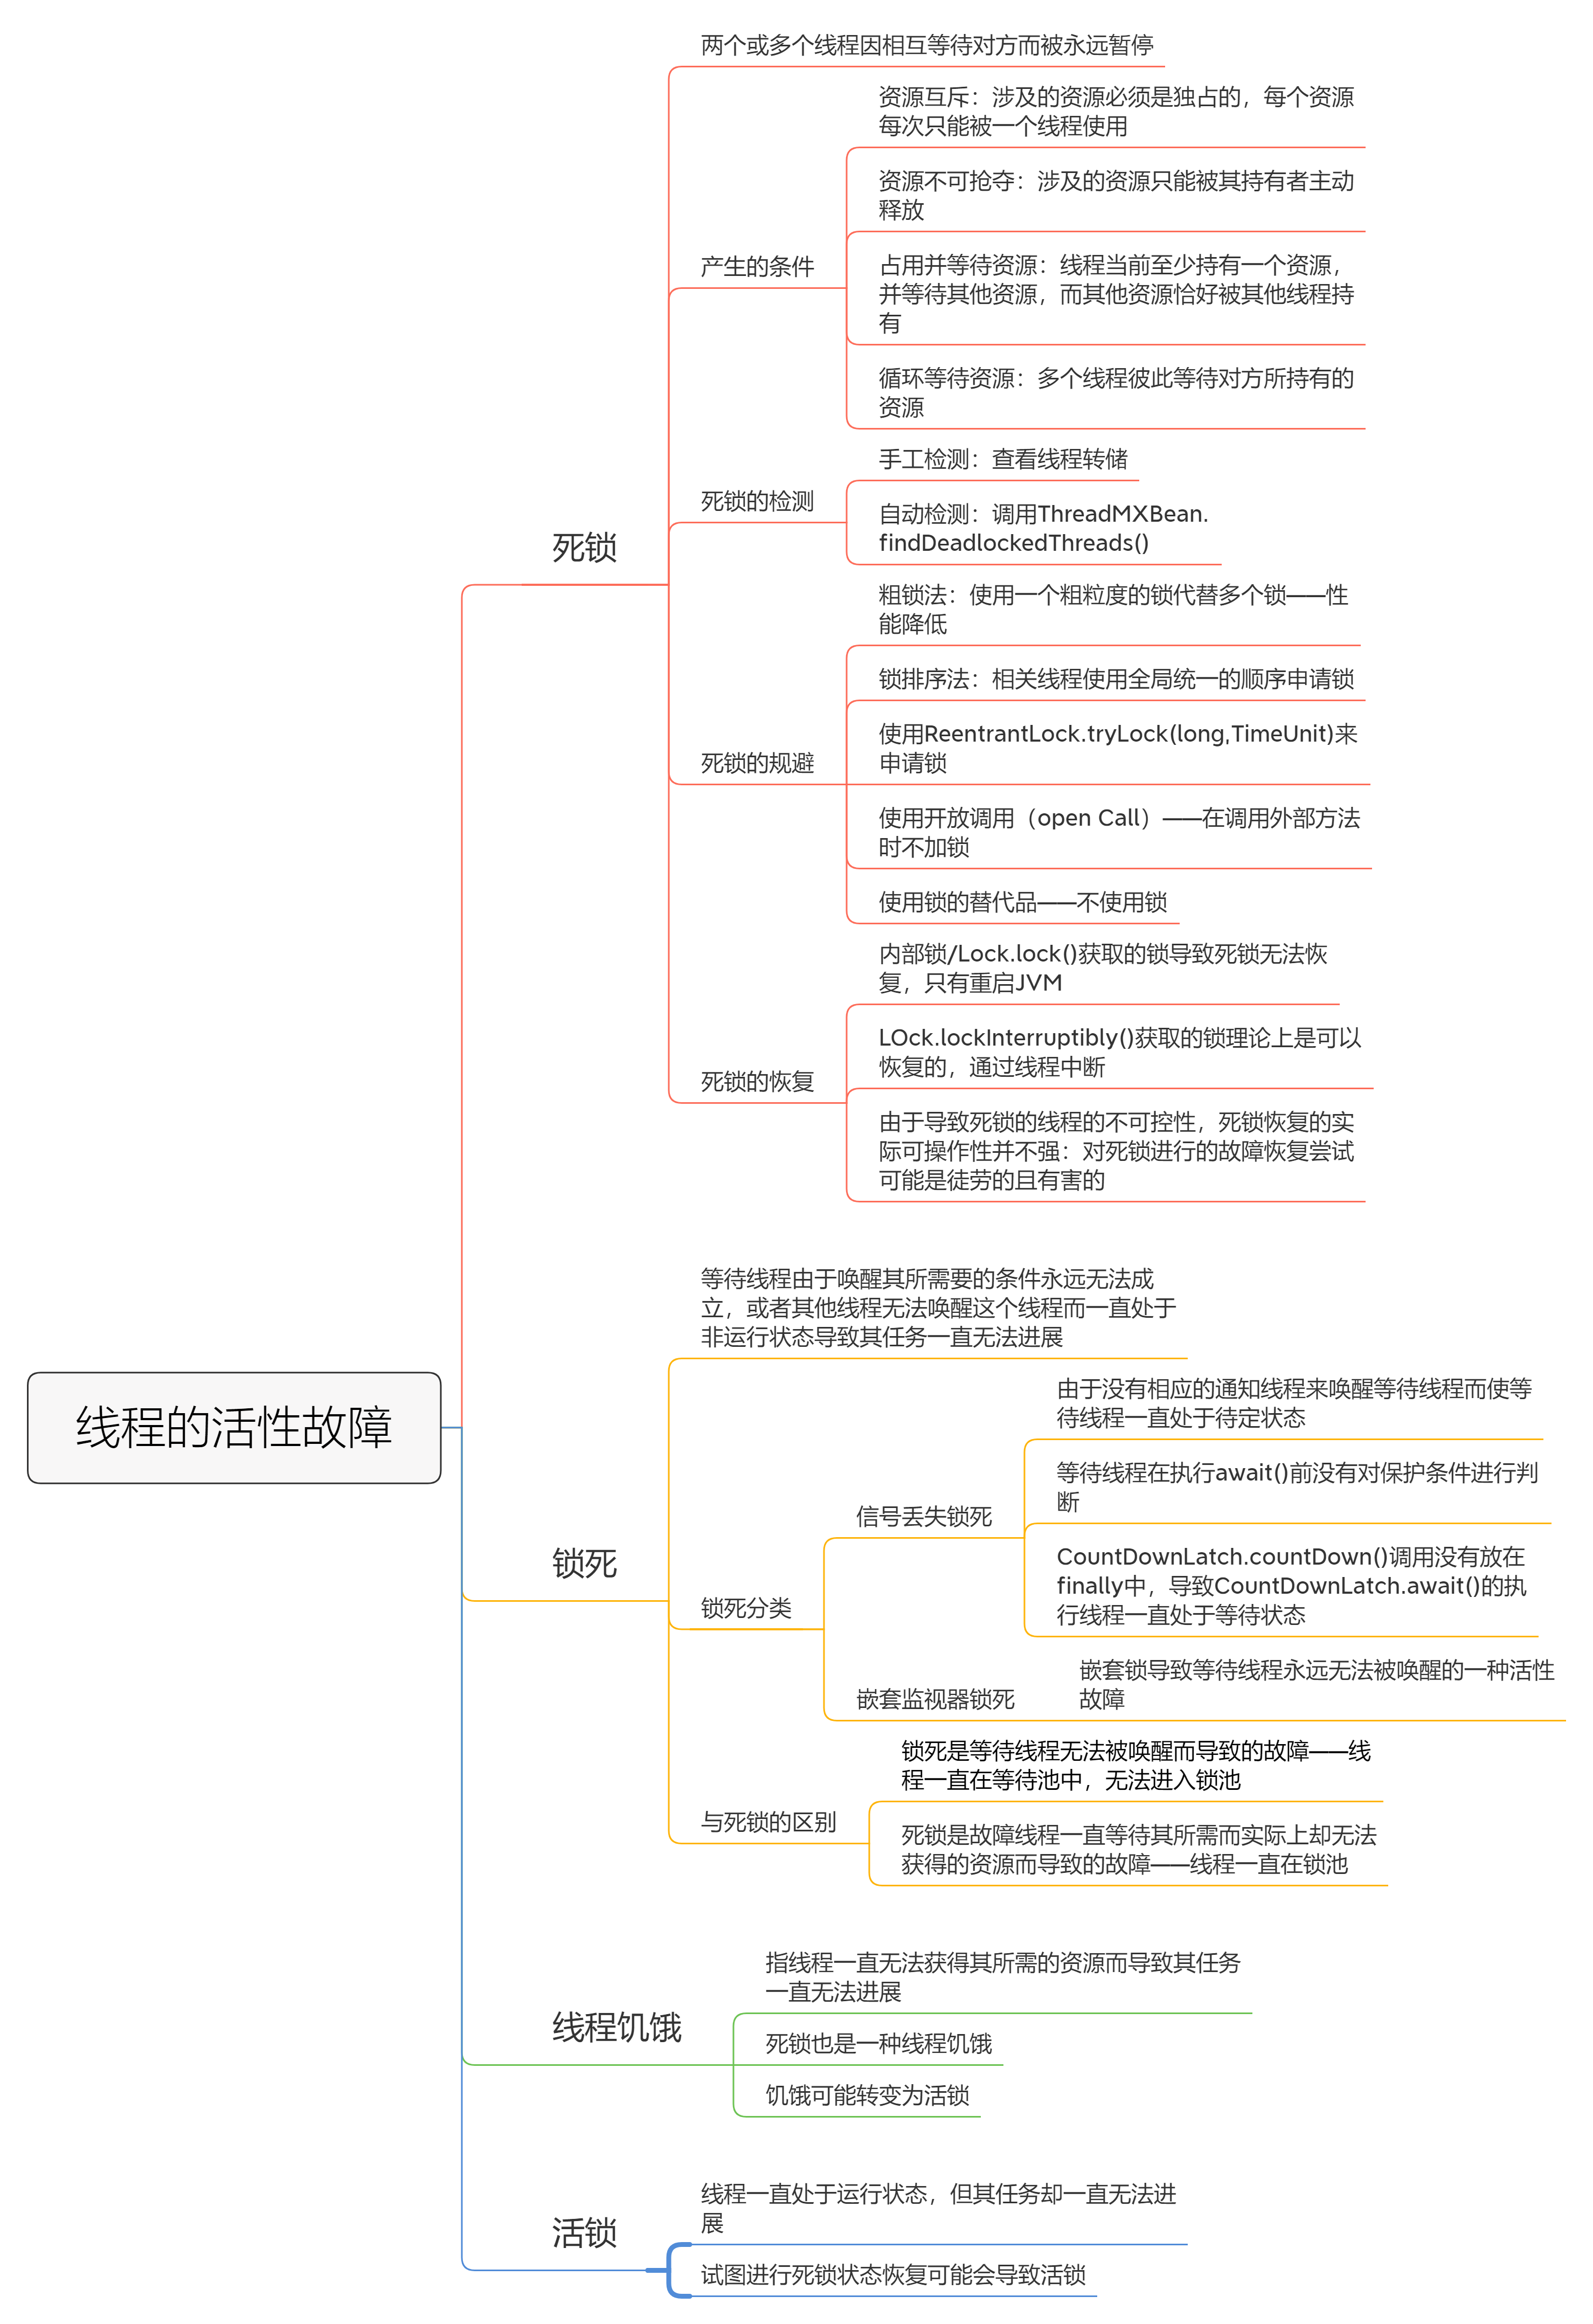 线程的活性故障
死锁
两个或多个线程因相互等待对方而被永远暂停
产生的条件
资源互斥：涉及的资源必须是独占的，每个资源
每次只能被一个线程使用
资源不可抢夺：涉及的资源只能被其持有者主动
释放
占用并等待资源：线程当前至少持有一个资源，
并等待其他资源，而其他资源恰好被其他线程持
有
循环等待资源：多个线程彼此等待对方所持有的
资源
死锁的检测
手工检测：查看线程转储
自动检测：调用ThreadMXBean.
findDeadlockedThreads()
死锁的规避
粗锁法：使用一个粗粒度的锁代替多个锁——性
能降低
锁排序法：相关线程使用全局统一的顺序申请锁
使用ReentrantLock.tryLock(long,TimeUnit)来
申请锁
使用开放调用（open Call）——在调用外部方法
时不加锁
使用锁的替代品——不使用锁
死锁的恢复
内部锁/Lock.lock()获取的锁导致死锁无法恢
复，只有重启JVM
LOck.lockInterruptibly()获取的锁理论上是可以
恢复的，通过线程中断
由于导致死锁的线程的不可控性，死锁恢复的实
际可操作性并不强：对死锁进行的故障恢复尝试
可能是徒劳的且有害的
锁死
等待线程由于唤醒其所需要的条件永远无法成
立，或者其他线程无法唤醒这个线程而一直处于
非运行状态导致其任务一直无法进展
锁死分类
信号丢失锁死
由于没有相应的通知线程来唤醒等待线程而使等
待线程一直处于待定状态
等待线程在执行await()前没有对保护条件进行判
断
CountDownLatch.countDown()调用没有放在
finally中，导致CountDownLatch.await()的执
行线程一直处于等待状态
嵌套监视器锁死
嵌套锁导致等待线程永远无法被唤醒的一种活性
故障
与死锁的区别
锁死是等待线程无法被唤醒而导致的故障——线
程一直在等待池中，无法进入锁池
死锁是故障线程一直等待其所需而实际上却无法
获得的资源而导致的故障——线程一直在锁池
线程饥饿
指线程一直无法获得其所需的资源而导致其任务
一直无法进展
死锁也是一种线程饥饿
饥饿可能转变为活锁
活锁
线程一直处于运行状态，但其任务却一直无法进
展
试图进行死锁状态恢复可能会导致活锁